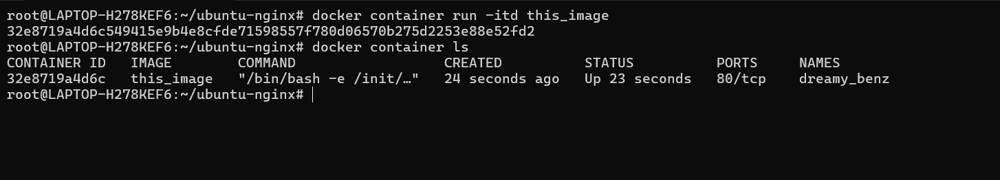 root@LAPTOP-H278KEF6:~/ubuntu-nginx# docker container run -itd this_image
32e8719a4d6c549415e9b4e8cfde71598557f780d06570b275d2253e88e52fd2
root@LAPTOP-H278KEF6:~/ubuntu-nginx# docker container ls
CONTAINER ID   IMAGE        COMMAND                  CREATED          STATUS          PORTS     NAMES
32e8719a4d6c   this_image   "/bin/bash -e /init/…"   24 seconds ago   Up 23 seconds   80/tcp    dreamy_benz
root@LAPTOP-H278KEF6:~/ubuntu-nginx#